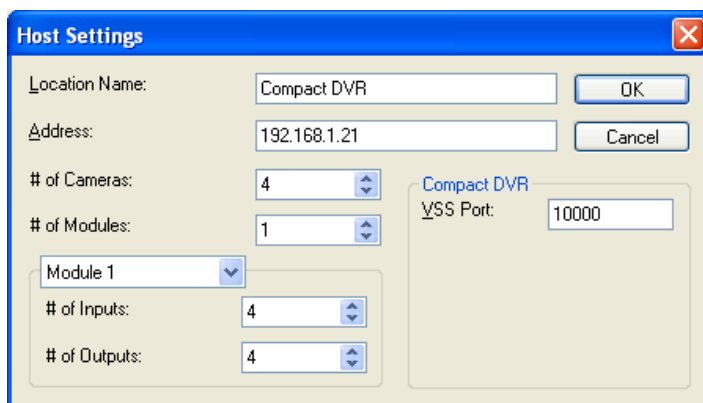 Host Settings
Location Name: Compact DVR OK
Address: 192.168.1.21 Cancel
# of Cameras: 4
# of Modules: 1
Compact DVR
VSS Port: 10000
Module 1
# of Inputs: 4
# of Outputs: 4